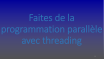 Faites de la
programmation parallèle
avec threading